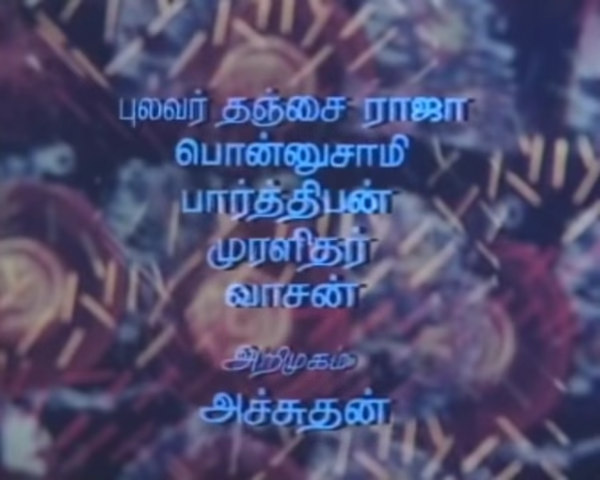 புலவர் தஞ்சை ராஜா
பொன்னுசாமி
பார்த்திபன்
முரளிதர்
வாசன்
அறிமுகம்
அச்சுதன்